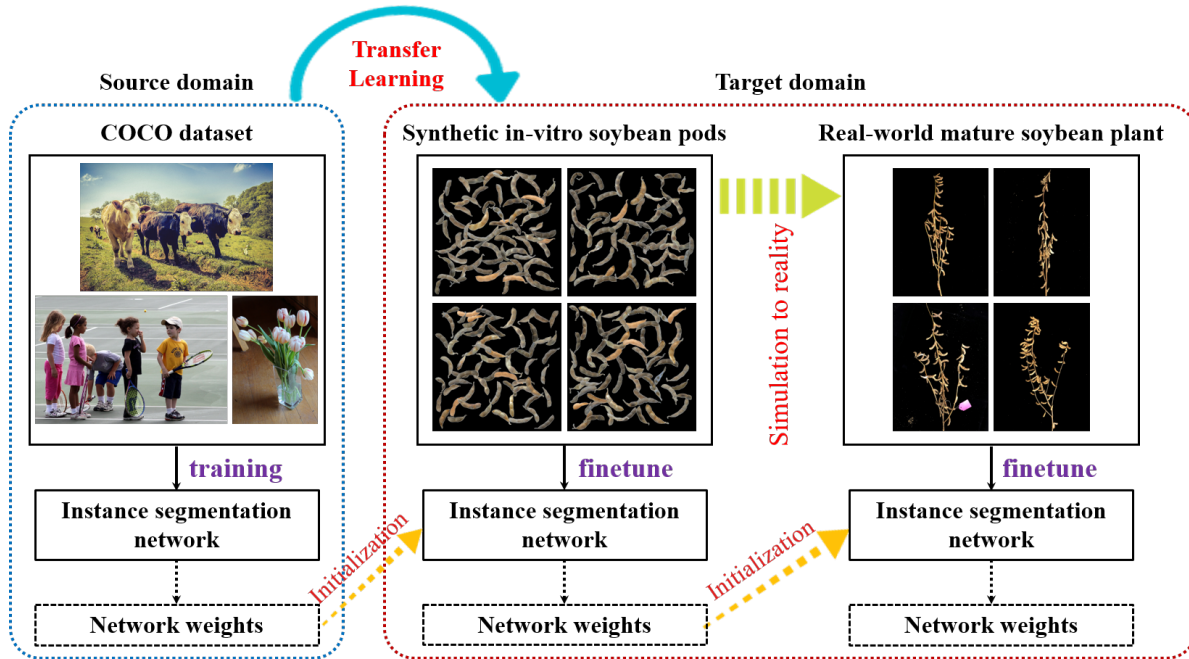 Transfer
Learning
Source domain
Target domain
COCO dataset
Synthetic in-vitro soybean pods
Real-world mature soybean plant
Simulation to reality
training
finetune
finetune
Instance segmentation
network
Instance segmentation
network
Instance segmentation
network
Initialization
Initialization
Network weights
Network weights
Network weights